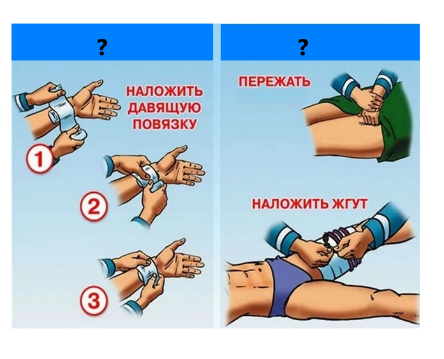 ?
?
НАЛОЖИТЬ
ДАВЯЩУЮ
ПОВЯЗКУ
1
2
3
ПЕРЕЖАТЬ
НАЛОЖИТЬ ЖГУТ